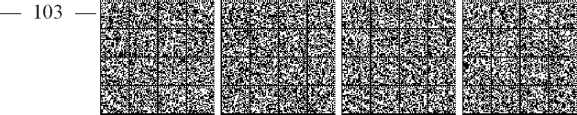 — 103 —